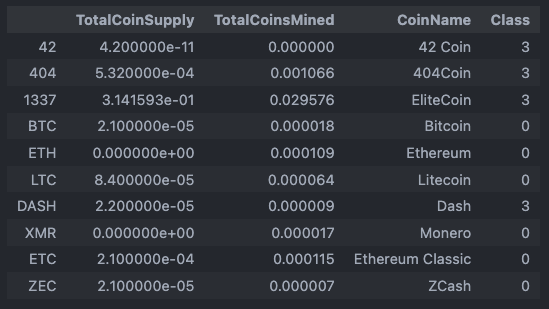 TotalCoinSupply TotalCoinsMined CoinName Class
42 4.200000e-11 0.000000 42 Coin 3
404 5.320000e-04 0.001066 404Coin 3
1337 3.141593e-01 0.029576 EliteCoin 3
BTC 2.100000e-05 0.000018 Bitcoin 0
ETH 0.000000e+00 0.000109 Ethereum 0
LTC 8.400000e-05 0.000064 Litecoin 0
DASH 2.200000e-05 0.000009 Dash 3
XMR 0.000000e+00 0.000017 Monero 0
ETC 2.100000e-04 0.000115 Ethereum Classic 0
ZEC 2.100000e-05 0.000007 ZCash 0